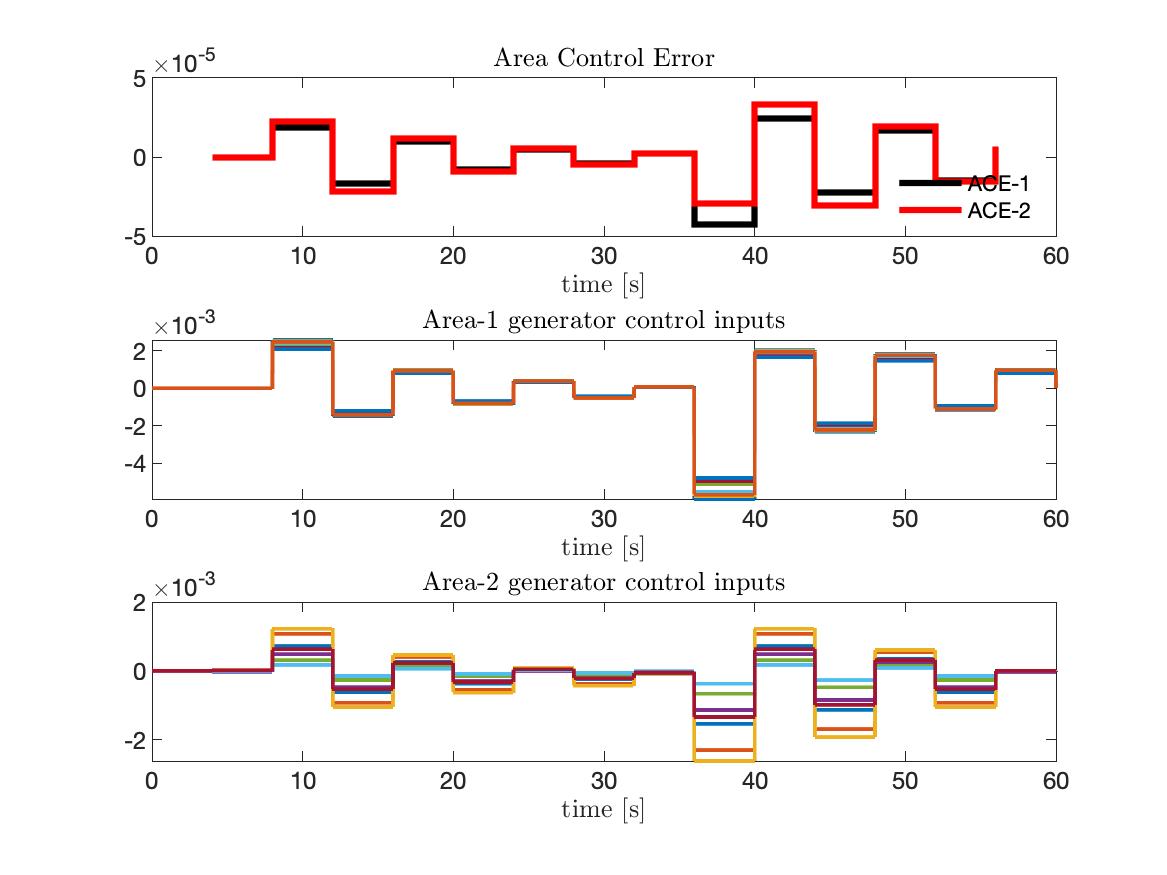 Area Control Error
×10-5
5
0
-5
ACE-1
ACE-2
0 10 20 30 40 50 60
time [s]
Area-1 generator control inputs
×10-3
2
0
-2
-4
0 10 20 30 40 50 60
time [s]
Area-2 generator control inputs
×10-3
2
0
-2
0 10 20 30 40 50 60
time [s]